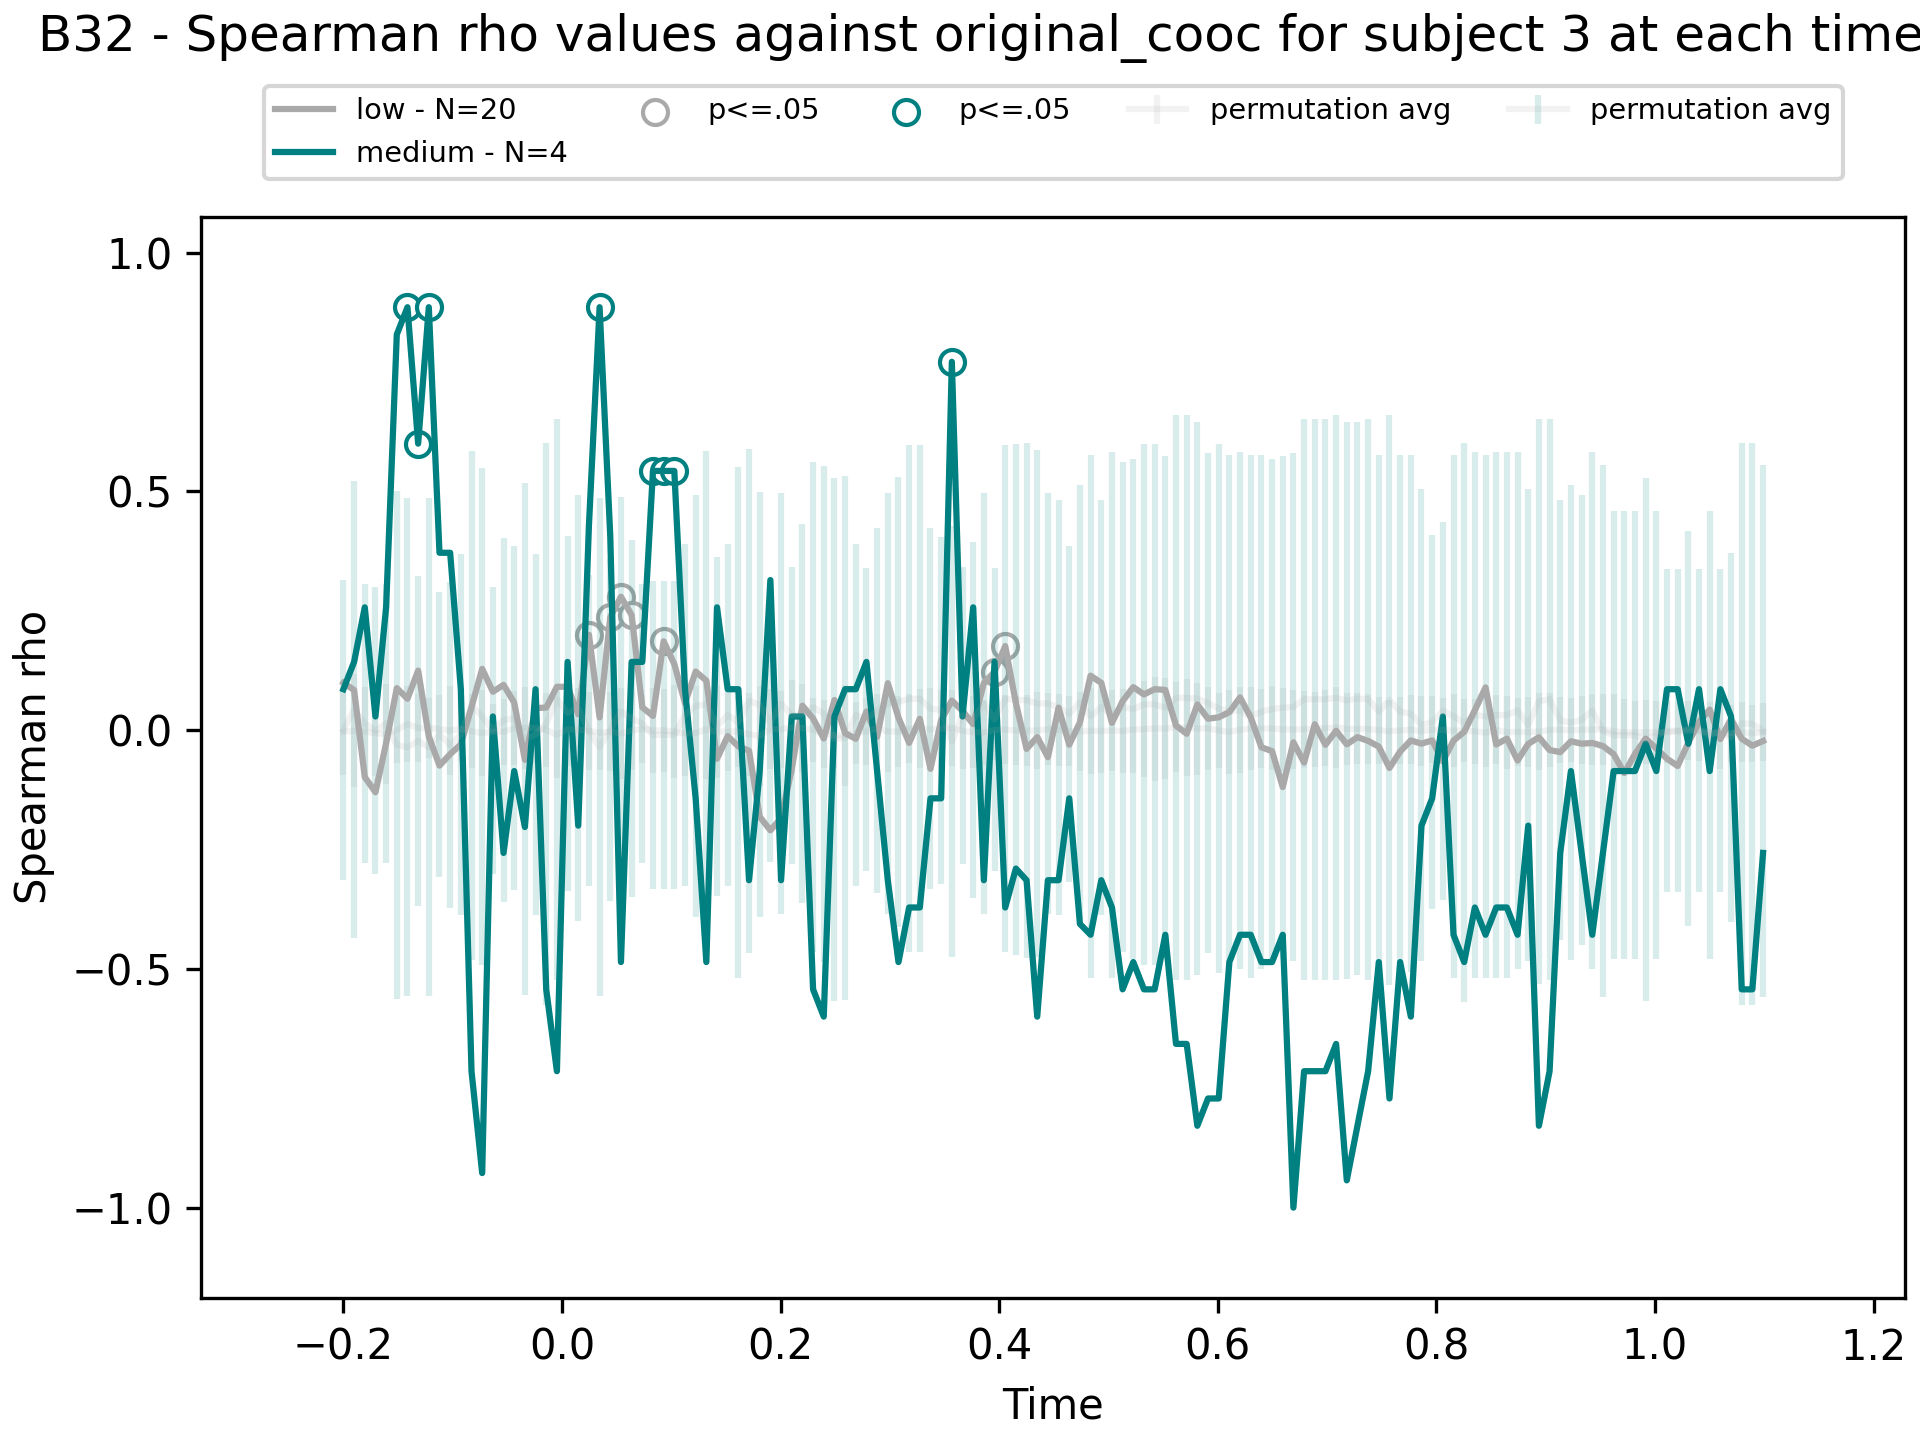 B32 - Spearman rho values against original_cooc for subject 3 at each time
low - N=20 p<=.05 p<=.05 permutation avg permutation avg
medium - N=4
1.0
0.5
0.0
−0.5
−1.0
Spearman rho
−0.2 0.0 0.2 0.4 0.6 0.8 1.0 1.2
Time